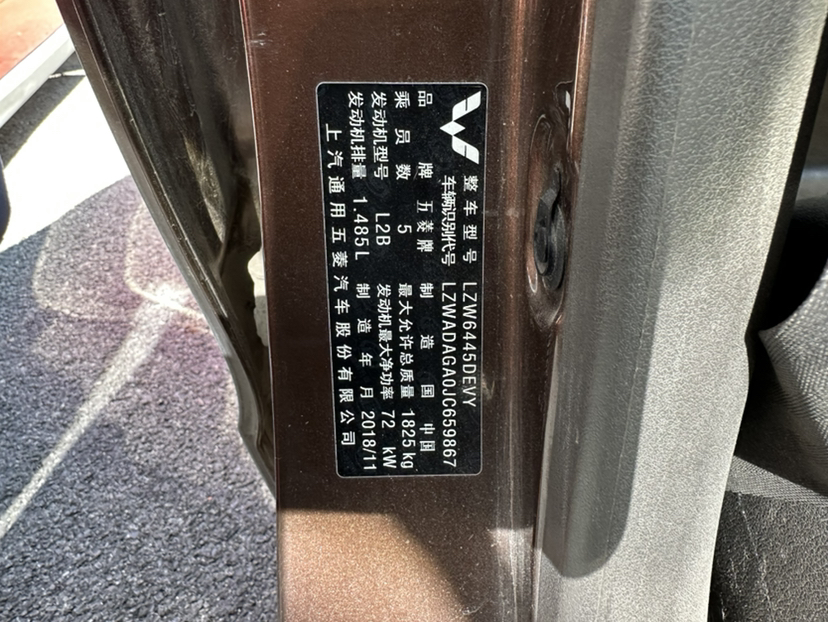 整车型号 LZW6445DEVY
车辆识别代号 LZWADAGA0JC659867
品牌 五菱牌 制造国 中国
乘员数 5 最大允许总质量 1825 kg
发动机型号 L2B 发动机最大净功率 72 kW
发动机排量 1.485L 制造年月 2018/11
上汽通用五菱汽车股份有限公司